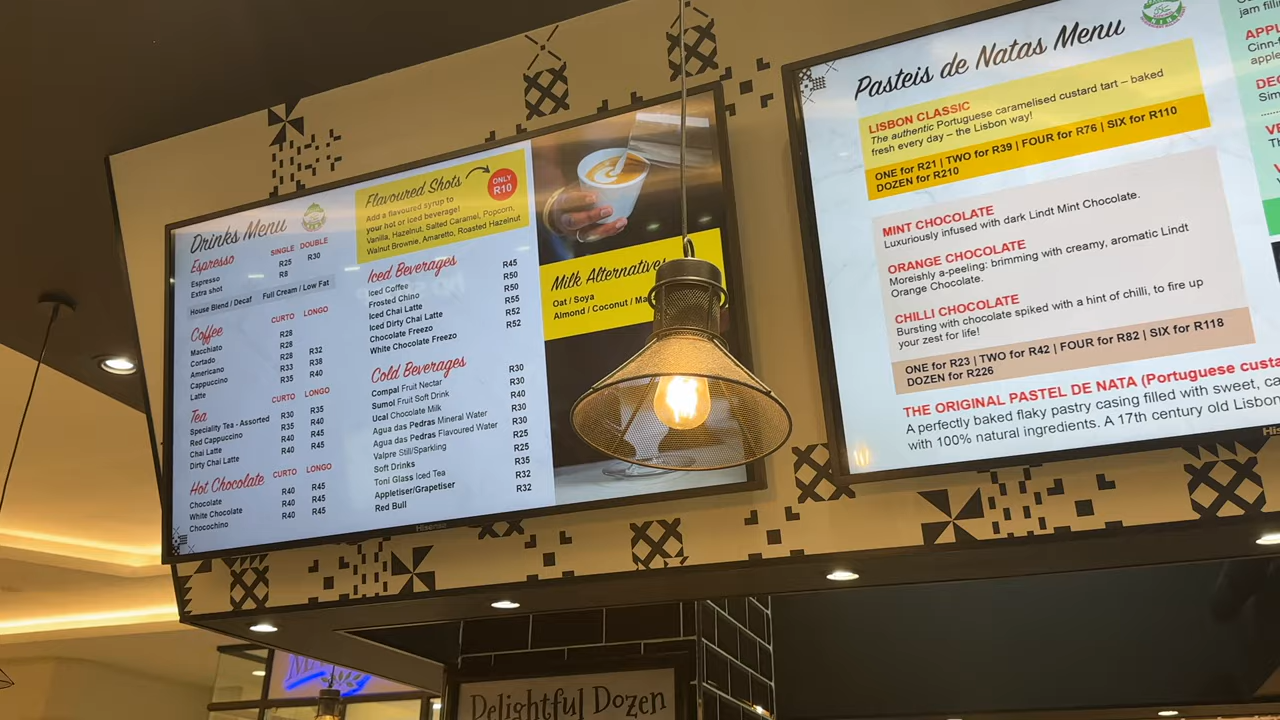 Drinks Menu
Espresso
SINGLE DOUBLE
Espresso R25 R30
Extra shot R8
House Blend / Decaf Full Cream / Low Fat
Coffee CURTO LONGO
Macchiato R28
Cortado R28
Americano R28 R32
Cappuccino R33 R38
Latte R35 R40
Tea CURTO LONGO
Speciality Tea - Assorted R30 R35
Red Cappuccino R35 R40
Chai Latte R40 R45
Dirty Chai Latte R40 R45
Hot Chocolate CURTO LONGO
Chocolate R40 R45
White Chocolate R40 R45
Chocochino R40 R45
Flavoured Shots
ONLY
R10
Add a flavoured syrup to
your hot or iced beverage!
Vanilla, Hazelnut, Salted Caramel, Popcorn,
Walnut Brownie, Amaretto, Roasted Hazelnut
Iced Beverages
Iced Coffee R45
Frosted Chino R50
Iced Chai Latte R50
Iced Dirty Chai Latte R55
Chocolate Freezo R52
White Chocolate Freezo R52
Cold Beverages
Compal Fruit Nectar R30
Sumol Fruit Soft Drink R30
Ucal Chocolate Milk R40
Agua das Pedras Mineral Water R30
Agua das Pedras Flavoured Water R30
Valpre Still/Sparkling R25
Soft Drinks R25
Toni Glass Iced Tea R35
Appletiser/Grapetiser R32
Red Bull R32
Milk Alternatives
Oat / Soya
Almond / Coconut /
Hisense
Pasteis de Natas Menu
LISBON CLASSIC
The authentic Portuguese caramelised custard tart – baked
fresh every day – the Lisbon way!
ONE for R21 | TWO for R39 | FOUR for R76 | SIX for R110
DOZEN for R210
MINT CHOCOLATE
Luxuriously infused with dark Lindt Mint Chocolate.
ORANGE CHOCOLATE
Moreishly a-peeling: brimming with creamy, aromatic Lindt
Orange Chocolate.
CHILLI CHOCOLATE
Bursting with chocolate spiked with a hint of chilli, to fire up
your zest for life!
ONE for R23 | TWO for R42 | FOUR for R82 | SIX for R118
DOZEN for R226
THE ORIGINAL PASTEL DE NATA (Portuguese custa
A perfectly baked flaky pastry casing filled with sweet, ca
with 100% natural ingredients. A 17th century old Lisbon
jam filli
APPL
Cinn-f
apple
DEC
Sim
Th
Delightful Dozen